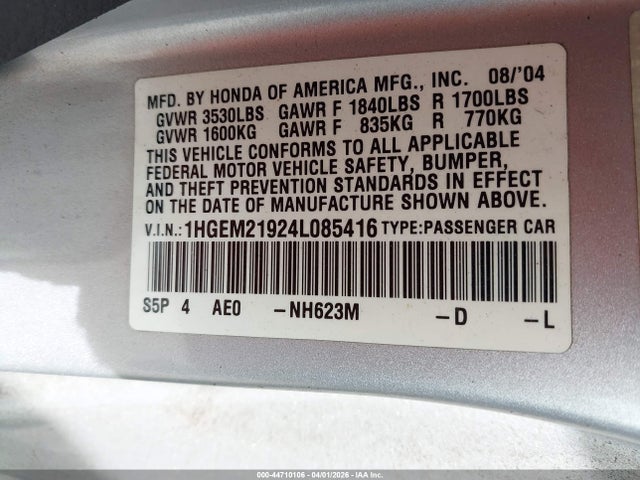 MFD. BY HONDA OF AMERICA MFG., INC. 08/'04
GVWR 3530LBS GAWR F 1840LBS R 1700LBS
GVWR 1600KG GAWR F 835KG R 770KG
THIS VEHICLE CONFORMS TO ALL APPLICABLE
FEDERAL MOTOR VEHICLE SAFETY, BUMPER,
AND THEFT PREVENTION STANDARDS IN EFFECT
ON THE DATE OF MANUFACTURE SHOWN ABOVE.
V.I.N.: 1HGEM21924L085416 TYPE: PASSENGER CAR
S5P 4 AE0 -NH623M -D -L
000-44710106 - 04/01/2026 - IAA Inc.